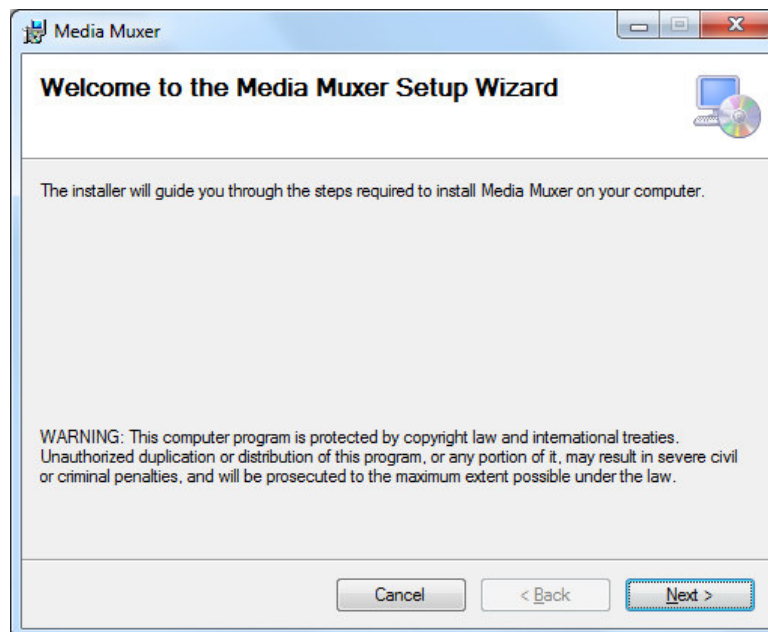 Media Muxer
Welcome to the Media Muxer Setup Wizard
The installer will guide you through the steps required to install Media Muxer on your computer.
WARNING: This computer program is protected by copyright law and international treaties.
Unauthorized duplication or distribution of this program, or any portion of it, may result in severe civil
or criminal penalties, and will be prosecuted to the maximum extent possible under the law.
Cancel
< Back
Next >